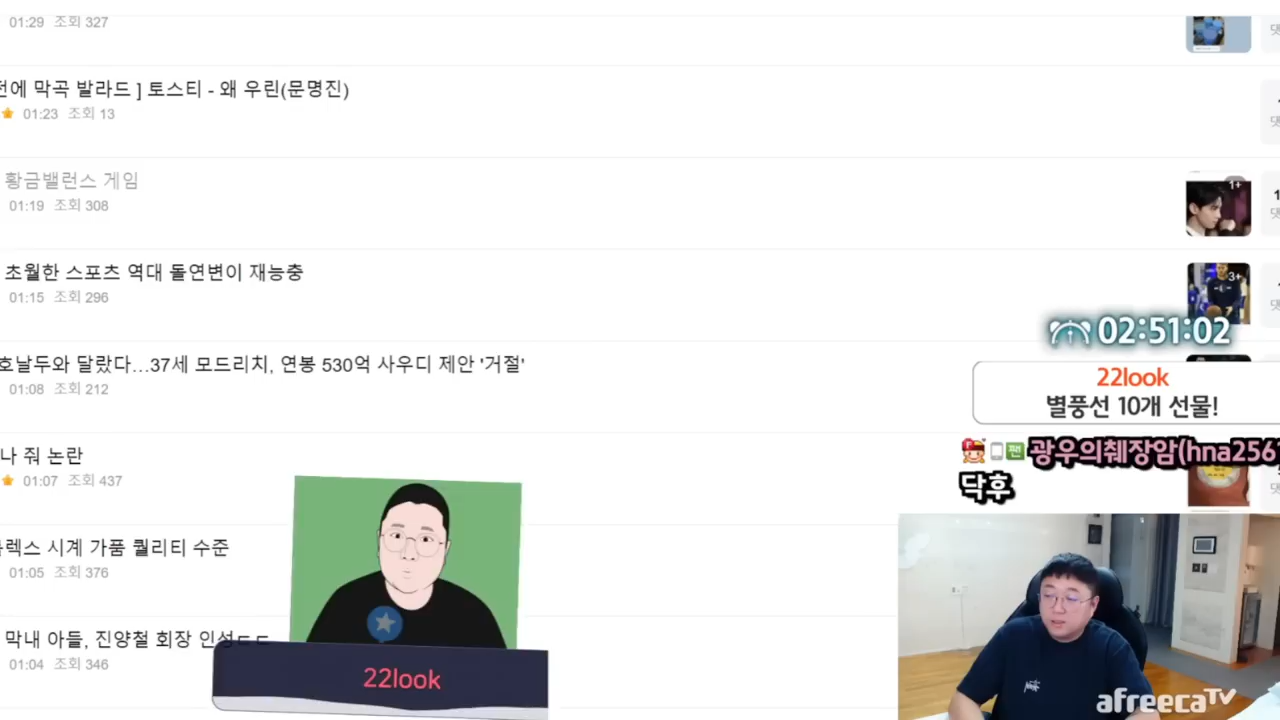 01:29 조회 327
전에 막곡 발라드 ] 토스티 - 왜 우린(문명진)
01:23 조회 13
황금밸런스 게임
01:19 조회 308
1+
초월한 스포츠 역대 돌연변이 재능충
01:15 조회 296
3+
02:51:02
호날두와 달랐다...37세 모드리치, 연봉 530억 사우디 제안 '거절'
01:08 조회 212
22look
별풍선 10개 선물!
나 줘 논란
01:07 조회 437
팬 광우의췌장암(hna256
닥후
렉스 시계 가품 퀄리티 수준
01:05 조회 376
막내 아들, 진양철 회장 인성ㄷㄷ
01:04 조회 346
22look
afreecaTV